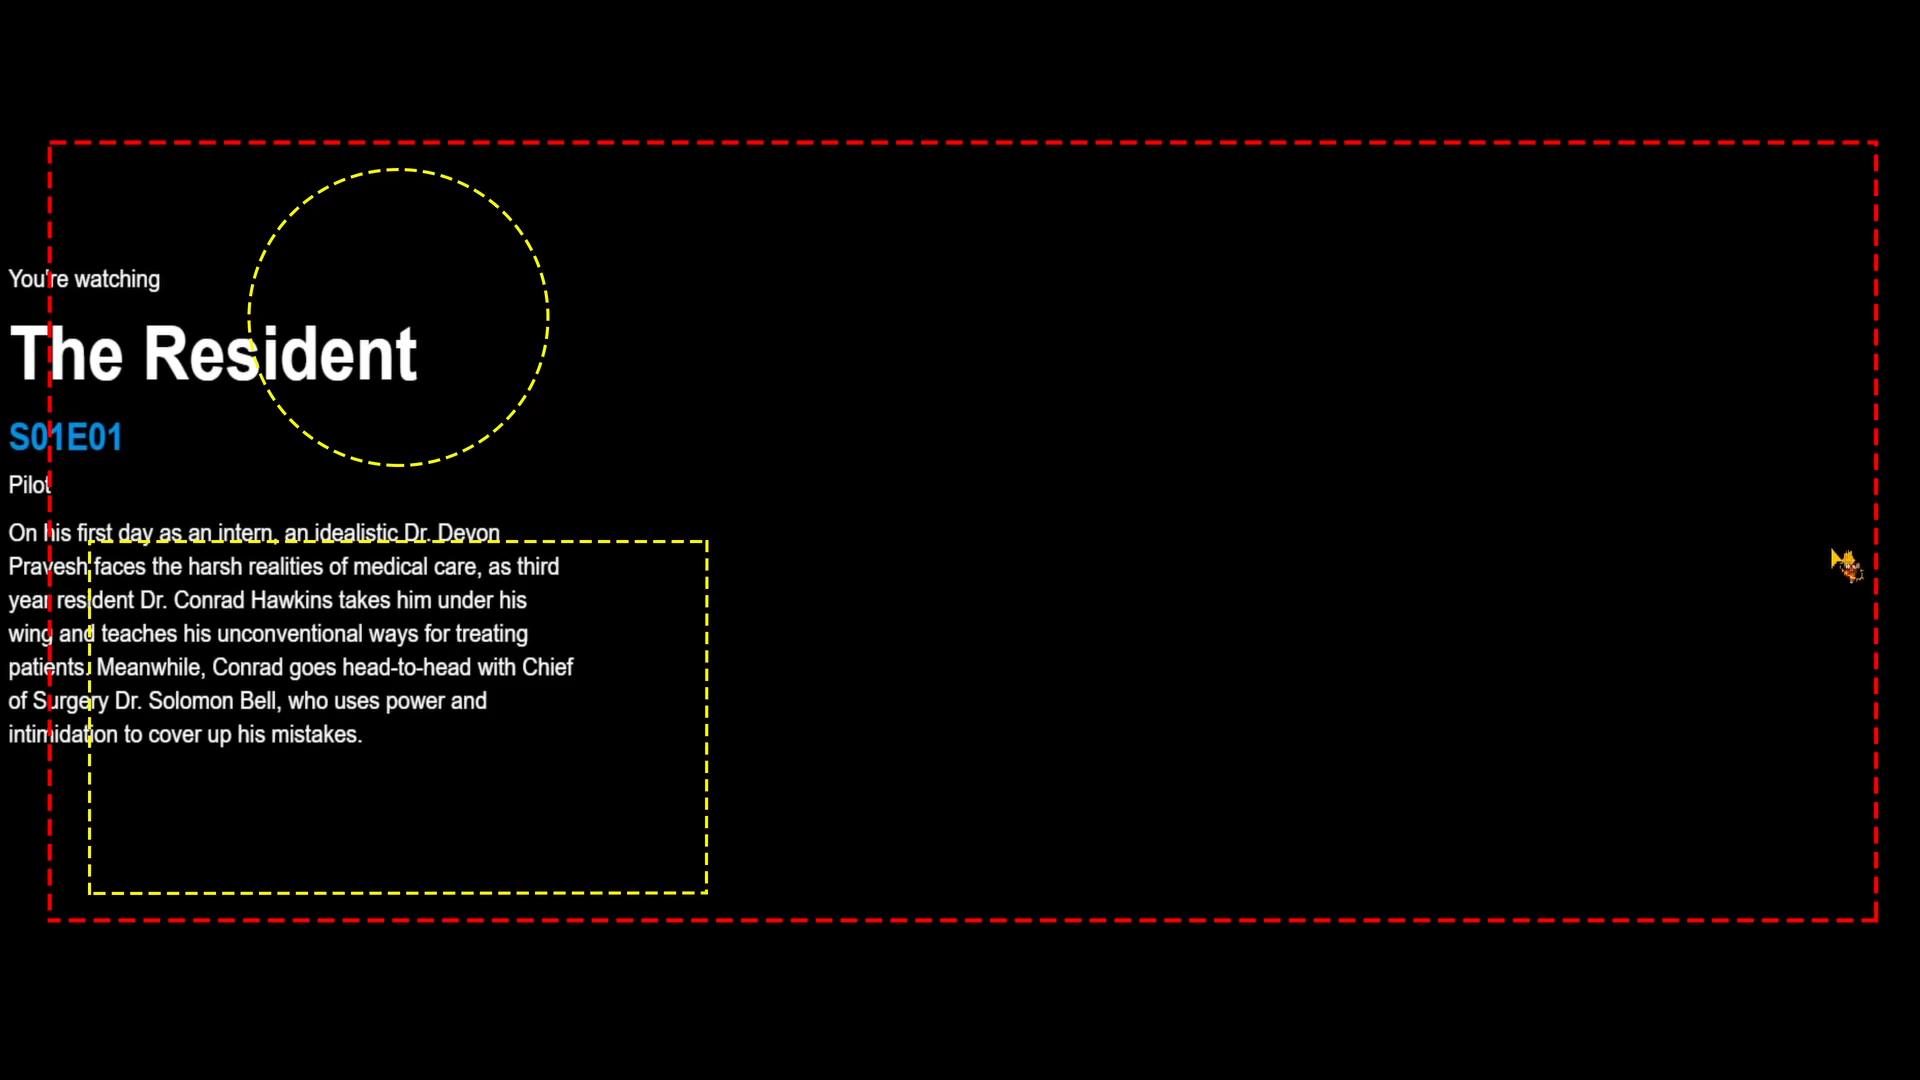 You're watching
The Resident
S01E01
Pilot
On his first day as an intern, an idealistic Dr. Devon
Pravesh faces the harsh realities of medical care, as third
year resident Dr. Conrad Hawkins takes him under his
wing and teaches his unconventional ways for treating
patients. Meanwhile, Conrad goes head-to-head with Chief
of Surgery Dr. Solomon Bell, who uses power and
intimidation to cover up his mistakes.